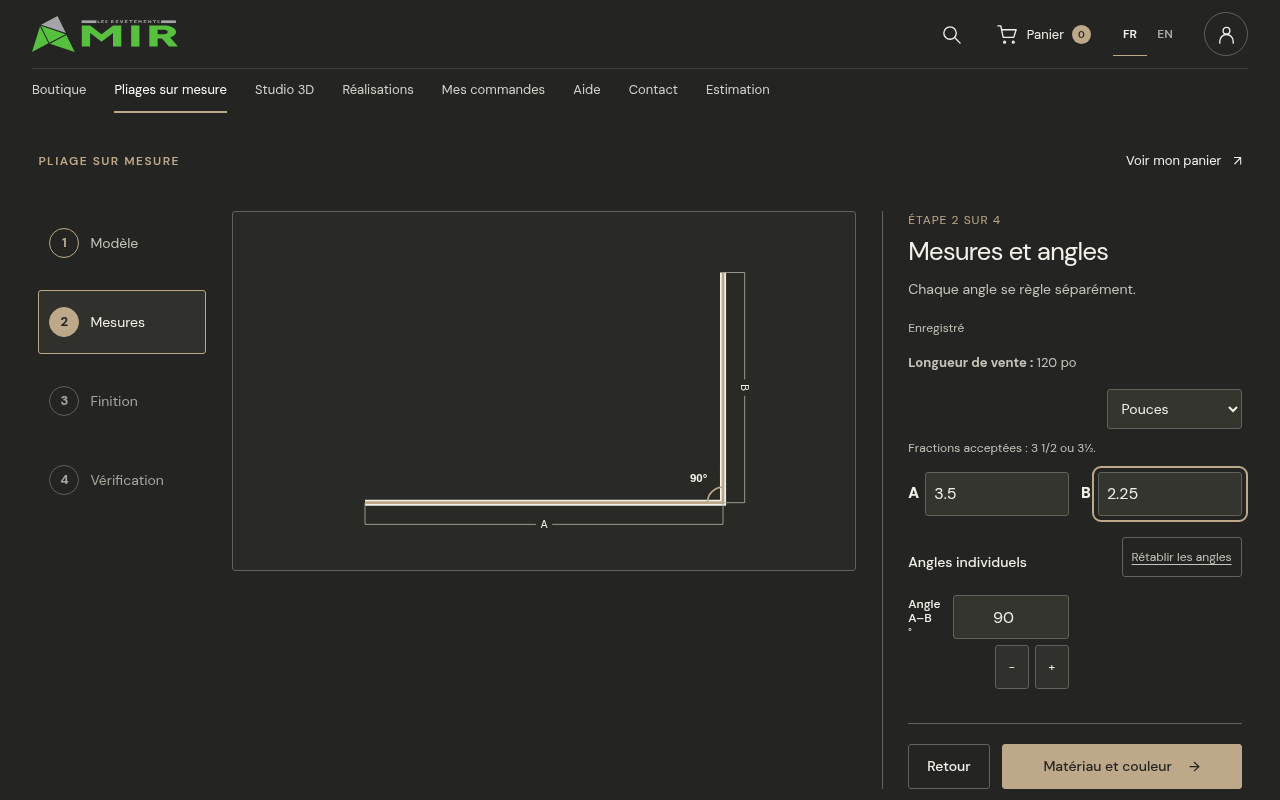 LES REVÊTEMENTS
MIR
Panier 0
FR EN
Boutique Pliages sur mesure Studio 3D Réalisations Mes commandes Aide Contact Estimation
PLIAGE SUR MESURE
Voir mon panier
1 Modèle
2 Mesures
3 Finition
4 Vérification
B
90°
A
ÉTAPE 2 SUR 4
Mesures et angles
Chaque angle se règle séparément.
Enregistré
Longueur de vente : 120 po
Pouces
Fractions acceptées : 3 1/2 ou 3½.
A 3.5 B 2.25
Angles individuels
Rétablir les angles
Angle
A–B
°
90
− +
Retour
Matériau et couleur →